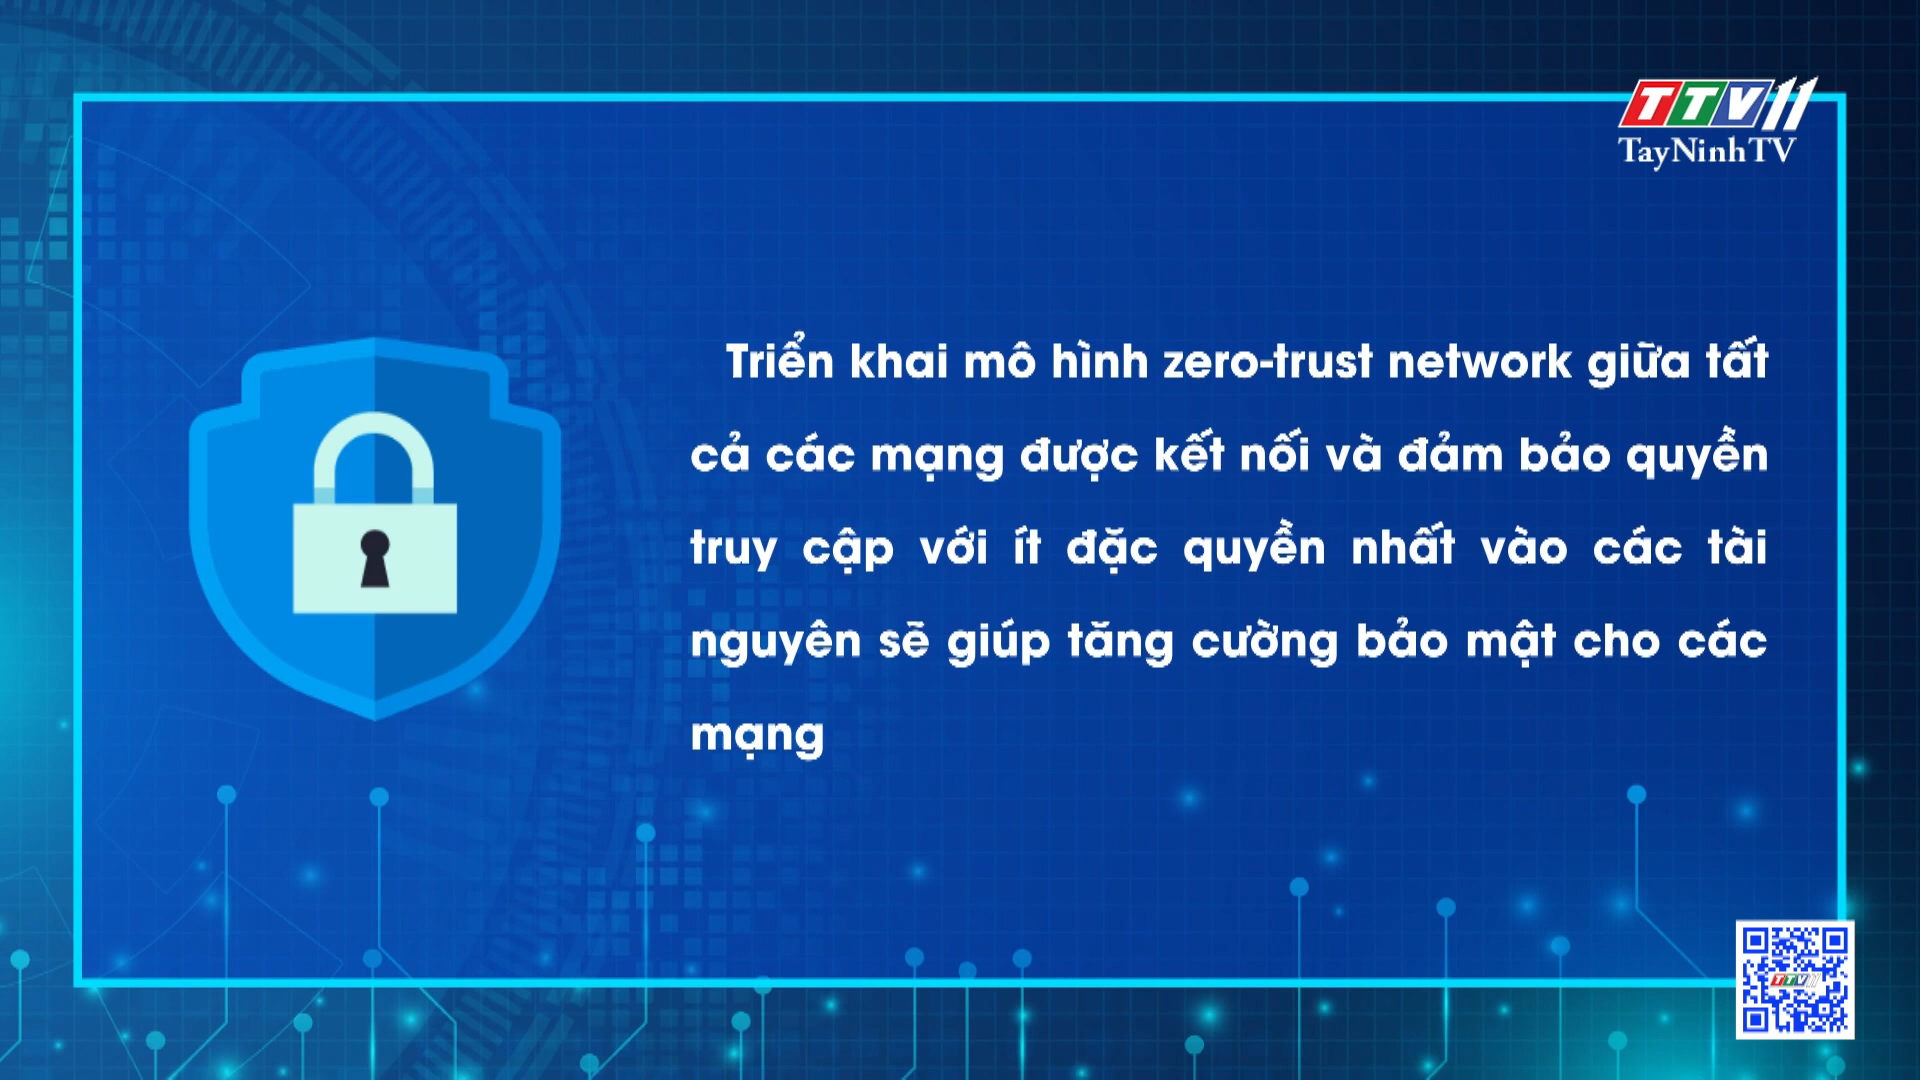 TTV11
TayNinhTV
Triển khai mô hình zero-trust network giữa tất
cả các mạng được kết nối và đảm bảo quyền
truy cập với ít đặc quyền nhất vào các tài
nguyên sẽ giúp tăng cường bảo mật cho các
mạng
TTV11